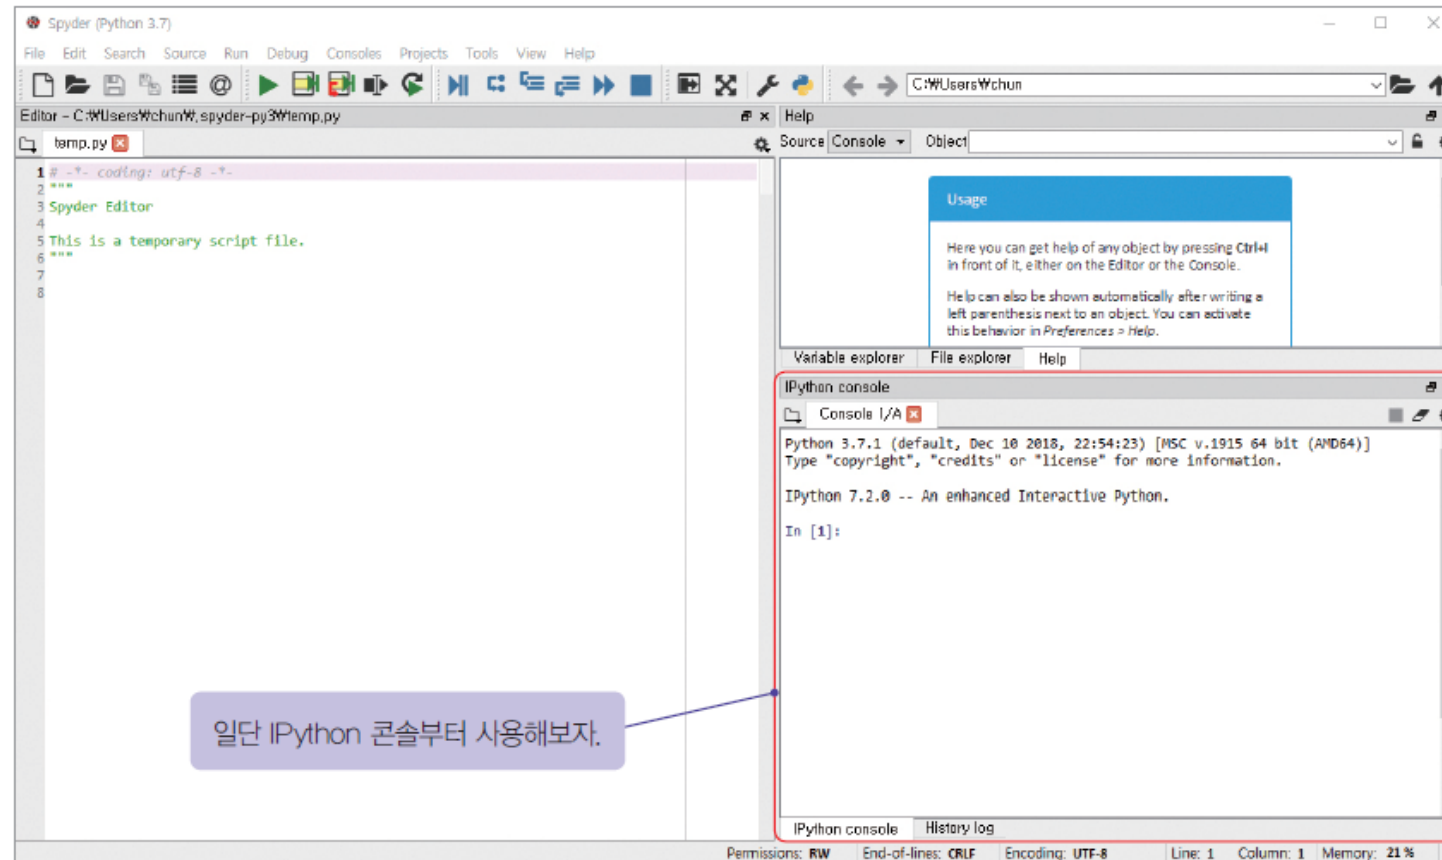 Spyder (Python 3.7)
File Edit Search Source Run Debug Consoles Projects Tools View Help
C:₩Users₩chun
Editor - C:₩Users₩chun₩.spyder-py3₩temp.py
temp.py
1 # -*- coding: utf-8 -*-
2 """
3 Spyder Editor
4
5 This is a temporary script file.
6 """
7
8
Help
Source Console Object
Usage
Here you can get help of any object by pressing Ctrl+I
in front of it, either on the Editor or the Console.
Help can also be shown automatically after writing a
left parenthesis next to an object. You can activate
this behavior in Preferences > Help.
Variable explorer File explorer Help
IPython console
Console 1/A
Python 3.7.1 (default, Dec 10 2018, 22:54:23) [MSC v.1915 64 bit (AMD64)]
Type "copyright", "credits" or "license" for more information.
IPython 7.2.0 -- An enhanced Interactive Python.
In [1]:
일단 IPython 콘솔부터 사용해보자.
IPython console History log
Permissions: RW End-of-lines: CRLF Encoding: UTF-8 Line: 1 Column: 1 Memory: 21 %